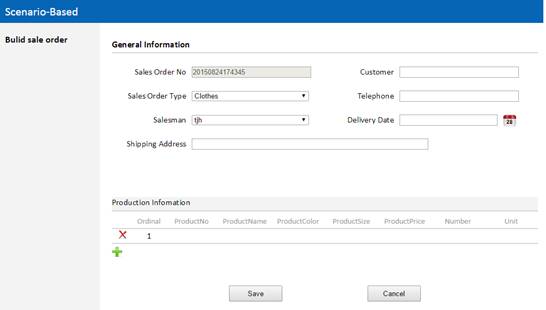 Scenario-Based
Bulid sale order
General Information
Sales Order No 20150824174345 Customer
Sales Order Type Clothes Telephone
Salesman tjh Delivery Date 28
Shipping Address
Production Infomation
Ordinal ProductNo ProductName ProductColor ProductSize ProductPrice Number Unit
1
Save Cancel